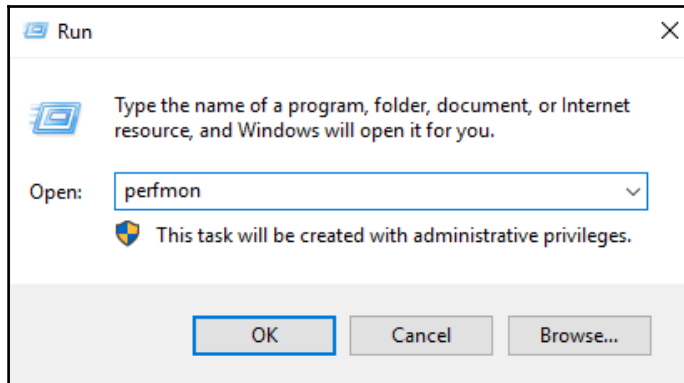 Run
Type the name of a program, folder, document, or Internet
resource, and Windows will open it for you.
Open: perfmon
This task will be created with administrative privileges.
OK Cancel Browse...